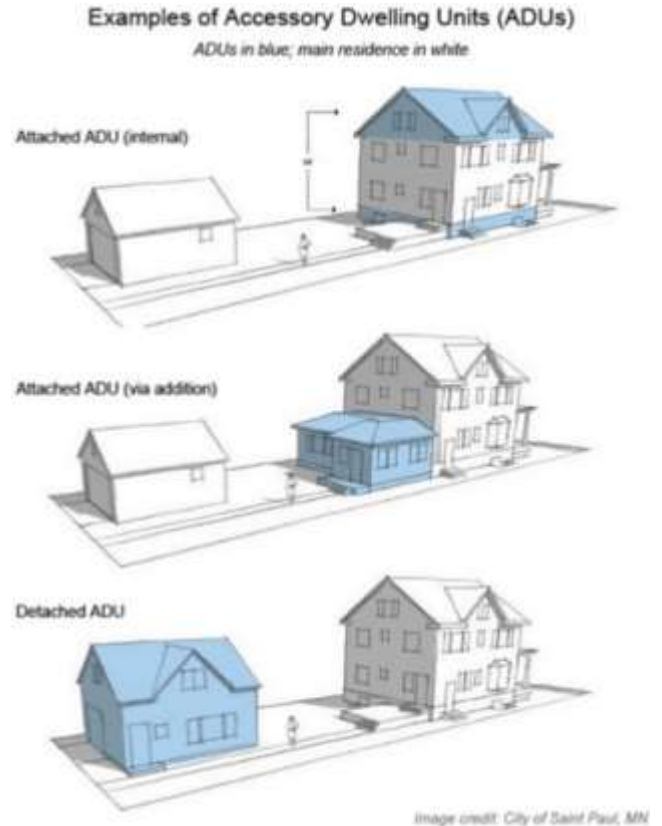 Examples of Accessory Dwelling Units (ADUs)
ADUs in blue; main residence in white
Attached ADU (internal)
Attached ADU (via addition)
Detached ADU
Image credit: City of Saint Paul, MN